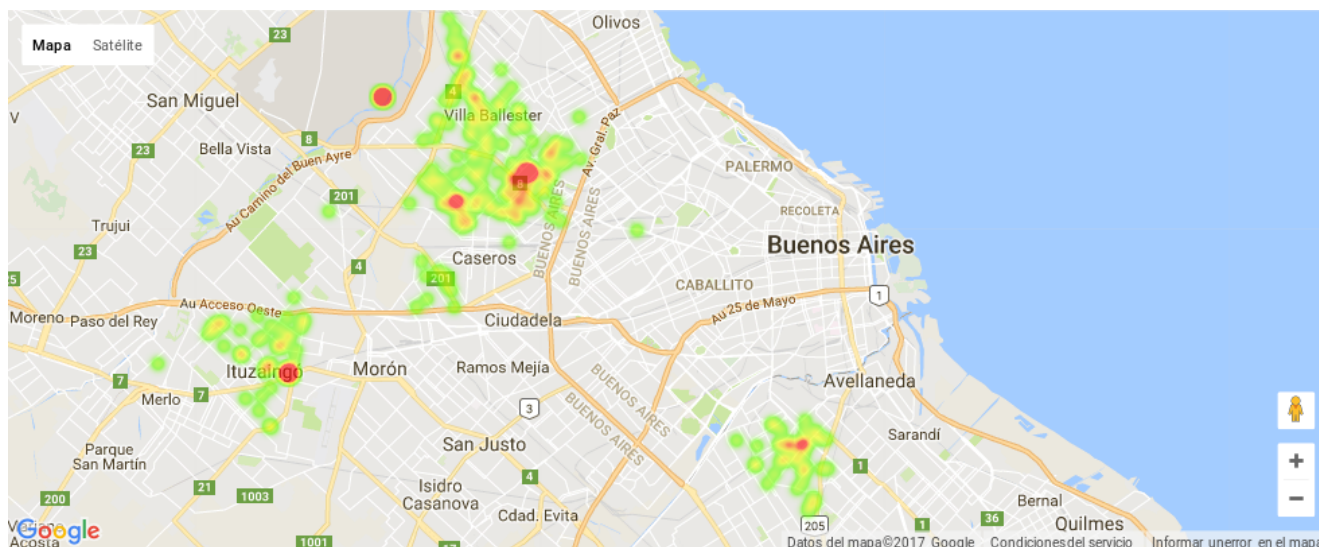 Mapa Satélite
Olivos
23
4
San Miguel
Villa Ballester
V
8
Av. Gral. Paz
23
Bella Vista
Au Camino del Buen Ayre
PALERMO
201
BUENOS AIRES
BUENOS AIRES
RECOLETA
Trujui
23
Buenos Aires
Caseros
4
201
CABALLITO
25
1
Au Acceso Oeste
Au 25 de Mayo
Moreno
Paso del Rey
Ciudadela
Ituzaingó
Morón
Ramos Mejía
BUENOS AIRES
7
7
Avellaneda
Merlo
BUENOS AIRES
3
Parque
San Martín
San Justo
Sarandí
1
4
21
1003
Isidro
Casanova
200
Bernal
Cdad. Evita
36
205
1
Quilmes
Acosta
Google
1001
17
Datos del mapa©2017 Google
Condiciones del servicio
Informar un error en el mapa